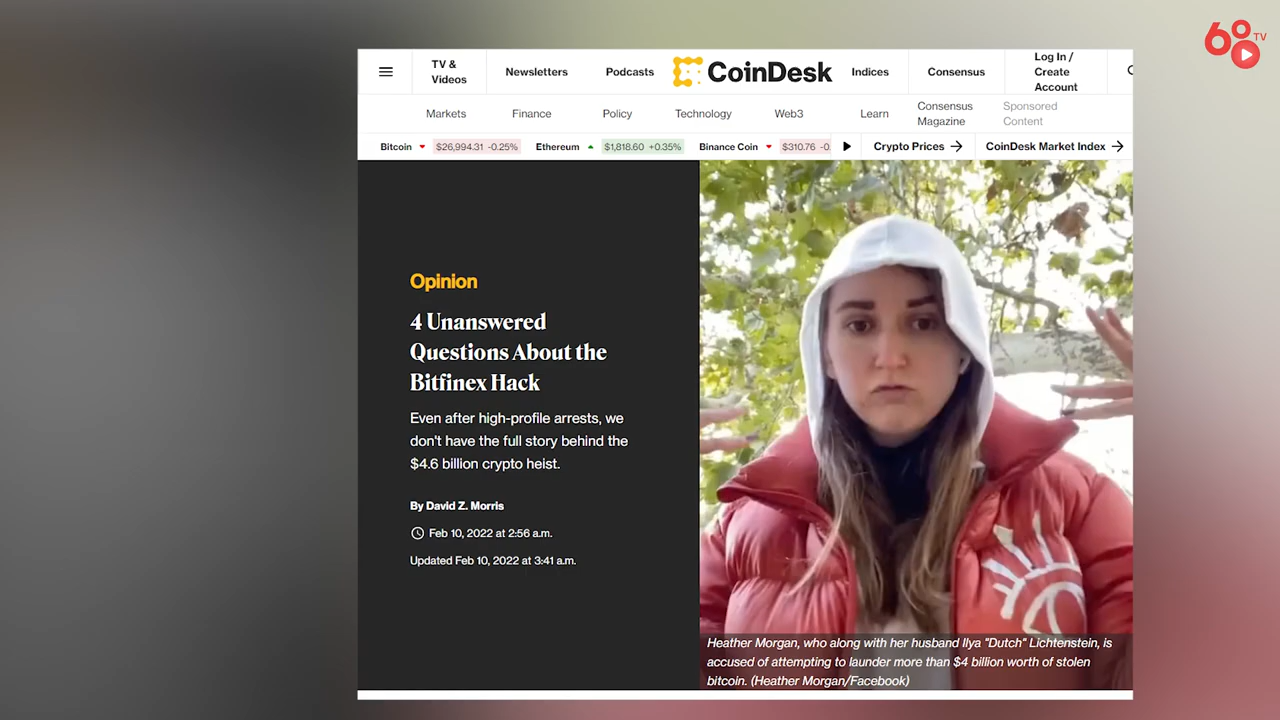 68
TV
TV &
Videos
Newsletters
Podcasts
CoinDesk
Indices
Consensus
Log In /
Create
Account
Markets
Finance
Policy
Technology
Web3
Learn
Consensus
Magazine
Sponsored
Content
Bitcoin $26,994.31 -0.25% Ethereum $1,818.60 +0.35% Binance Coin $310.76 -0 Crypto Prices → CoinDesk Market Index →
Opinion
4 Unanswered
Questions About the
Bitfinex Hack
Even after high-profile arrests, we
don't have the full story behind the
$4.6 billion crypto heist.
By David Z. Morris
Feb 10, 2022 at 2:56 a.m.
Updated Feb 10, 2022 at 3:41 a.m.
Heather Morgan, who along with her husband Ilya "Dutch" Lichtenstein, is
accused of attempting to launder more than $4 billion worth of stolen
bitcoin. (Heather Morgan/Facebook)